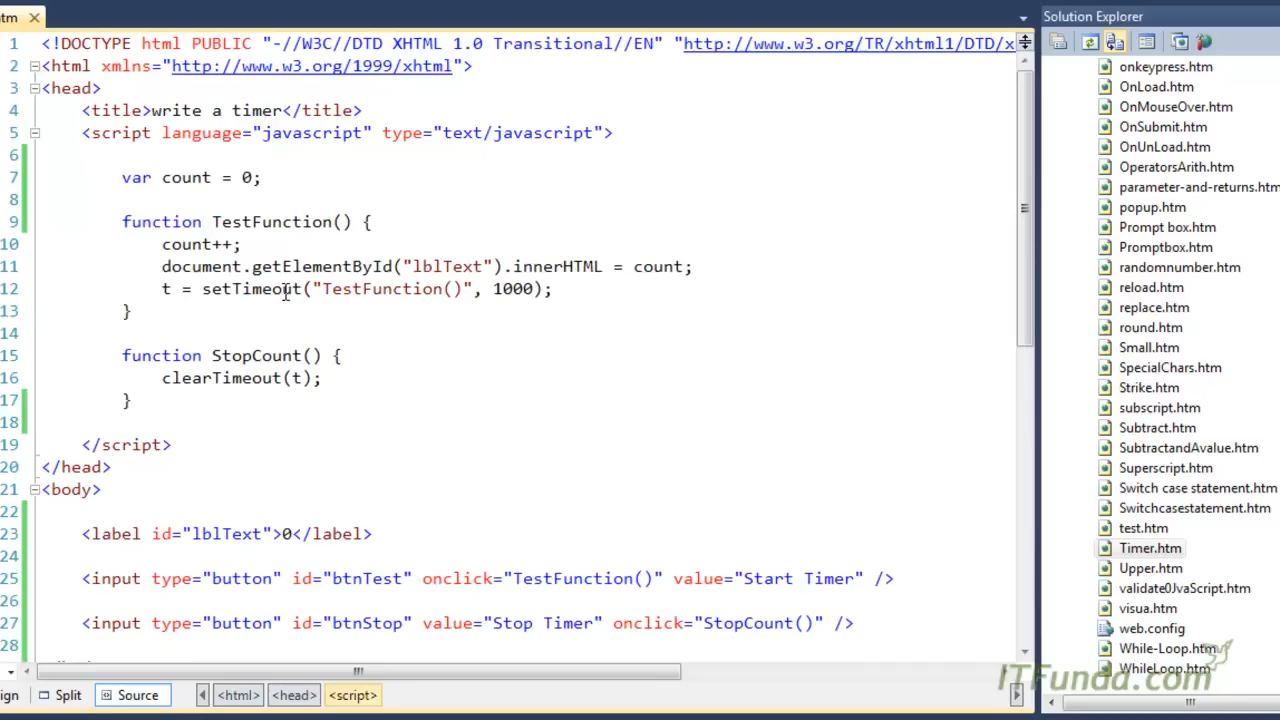 tm
1 <!DOCTYPE html PUBLIC "-//W3C//DTD XHTML 1.0 Transitional//EN" "http://www.w3.org/TR/xhtml1/DTD/x
2 <html xmlns="http://www.w3.org/1999/xhtml">
3 <head>
4 <title>write a timer</title>
5 <script language="javascript" type="text/javascript">
6
7 var count = 0;
8
9 function TestFunction() {
10 count++;
11 document.getElementById("lblText").innerHTML = count;
12 t = setTimeout("TestFunction()", 1000);
13 }
14
15 function StopCount() {
16 clearTimeout(t);
17 }
18
19 </script>
20 </head>
21 <body>
22
23 <label id="lblText">0</label>
24
25 <input type="button" id="btnTest" onclick="TestFunction()" value="Start Timer" />
26
27 <input type="button" id="btnStop" value="Stop Timer" onclick="StopCount()" />
28
ign Split Source <html> <head> <script>
Solution Explorer
onkeypress.htm
OnLoad.htm
OnMouseOver.htm
OnSubmit.htm
OnUnLoad.htm
OperatorsArith.htm
parameter-and-returns.htm
popup.htm
Prompt box.htm
Promptbox.htm
randomnumber.htm
reload.htm
replace.htm
round.htm
Small.htm
SpecialChars.htm
Strike.htm
subscript.htm
Subtract.htm
SubtractandAvalue.htm
Superscript.htm
Switch case statement.htm
Switchcasestatement.htm
test.htm
Timer.htm
Upper.htm
validate0JvaScript.htm
visua.htm
web.config
While-Loop.htm
WhileLoop.htm
ITFunda.com